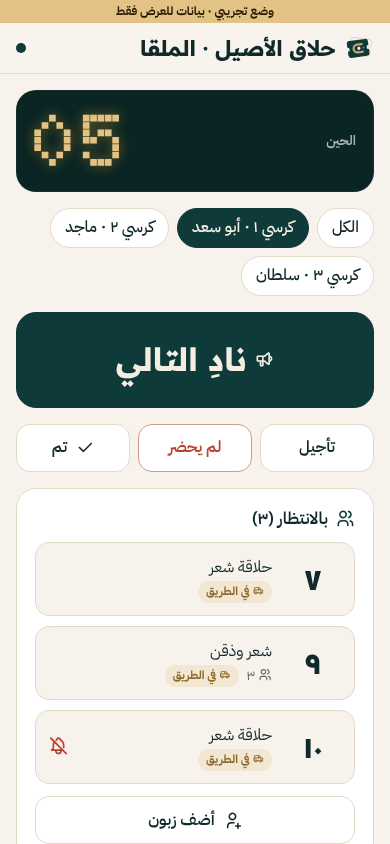 وضع تجريبي · بيانات للعرض فقط
حلاق الأصيل · الملقا
الحين
05
الكل
كرسي ١ · أبو سعد
كرسي ٢ · ماجد
كرسي ٣ · سلطان
نادِ التالي
تأجيل
لم يحضر
تم
بالانتظار (٣)
٧
حلاقة شعر
في الطريق
٩
شعر وذقن
٣
في الطريق
١٠
حلاقة شعر
في الطريق
أضف زبون